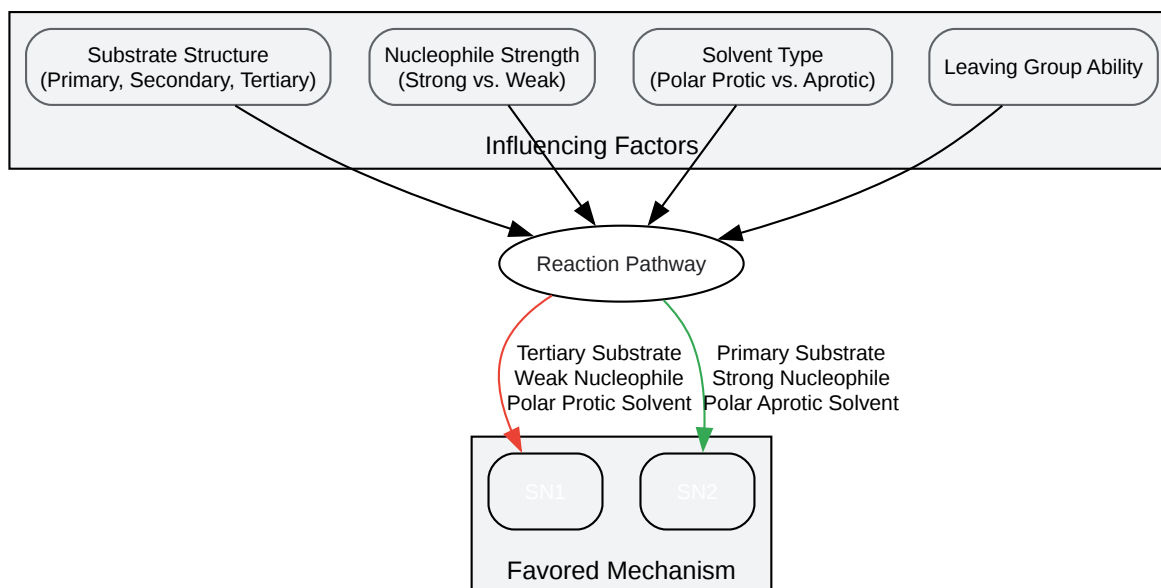 Substrate Structure
(Primary, Secondary, Tertiary)
Nucleophile Strength
(Strong vs. Weak)
Solvent Type
(Polar Protic vs. Aprotic)
Leaving Group Ability
Influencing Factors
Reaction Pathway
Tertiary Substrate
Weak Nucleophile
Polar Protic Solvent
Primary Substrate
Strong Nucleophile
Polar Aprotic Solvent
SN1
SN2
Favored Mechanism